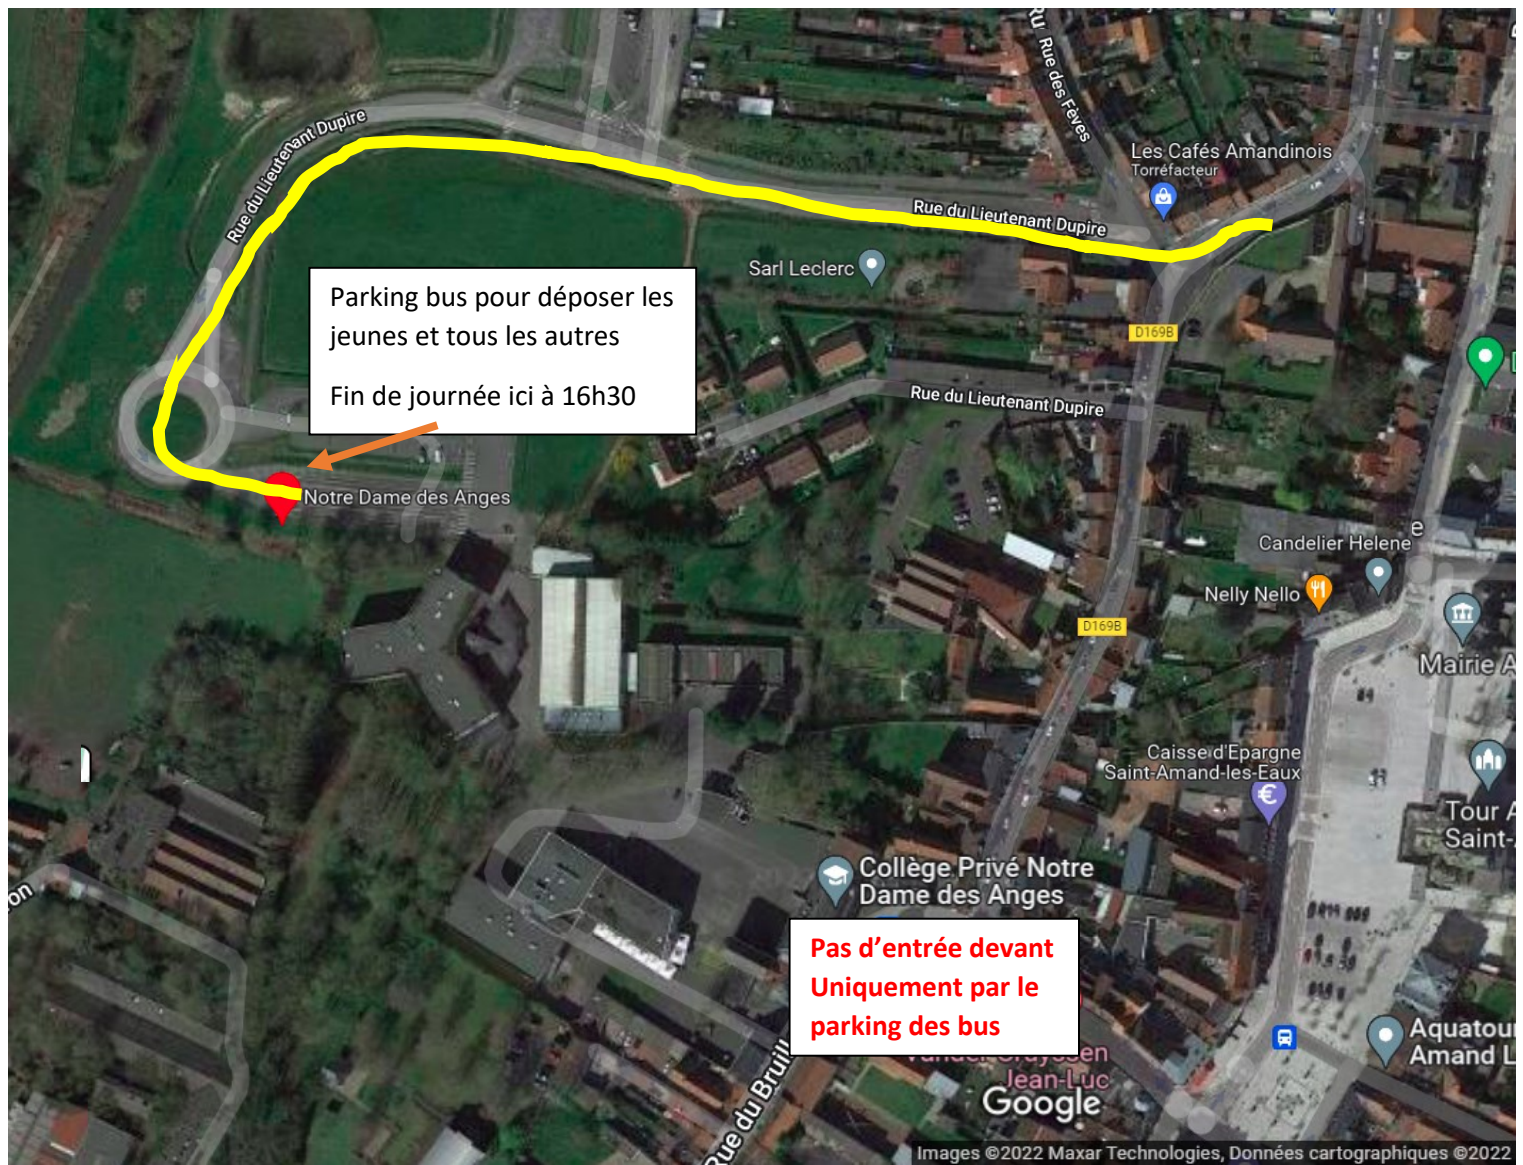 Ru
Rue des Fèves
Rue du Lieutenant Dupire
Les Cafés Amandinois
Torréfacteur
Rue du Lieutenant Dupire
Sarl Leclerc
Parking bus pour déposer les
jeunes et tous les autres
Fin de journée ici à 16h30
D169B
Rue du Lieutenant Dupire
Notre Dame des Anges
e
Candelier Helene
Nelly Nello
D169B
Mairie A
Caisse d'Epargne
Saint-Amand-les-Eaux
€
Tour A
Saint-
Collège Privé Notre
Dame des Anges
ron
Pas d'entrée devant
Uniquement par le
parking des bus
Aquatour
Amand L
Jean-Luc
Rue du Bruill
Google
Images ©2022 Maxar Technologies, Données cartographiques ©2022